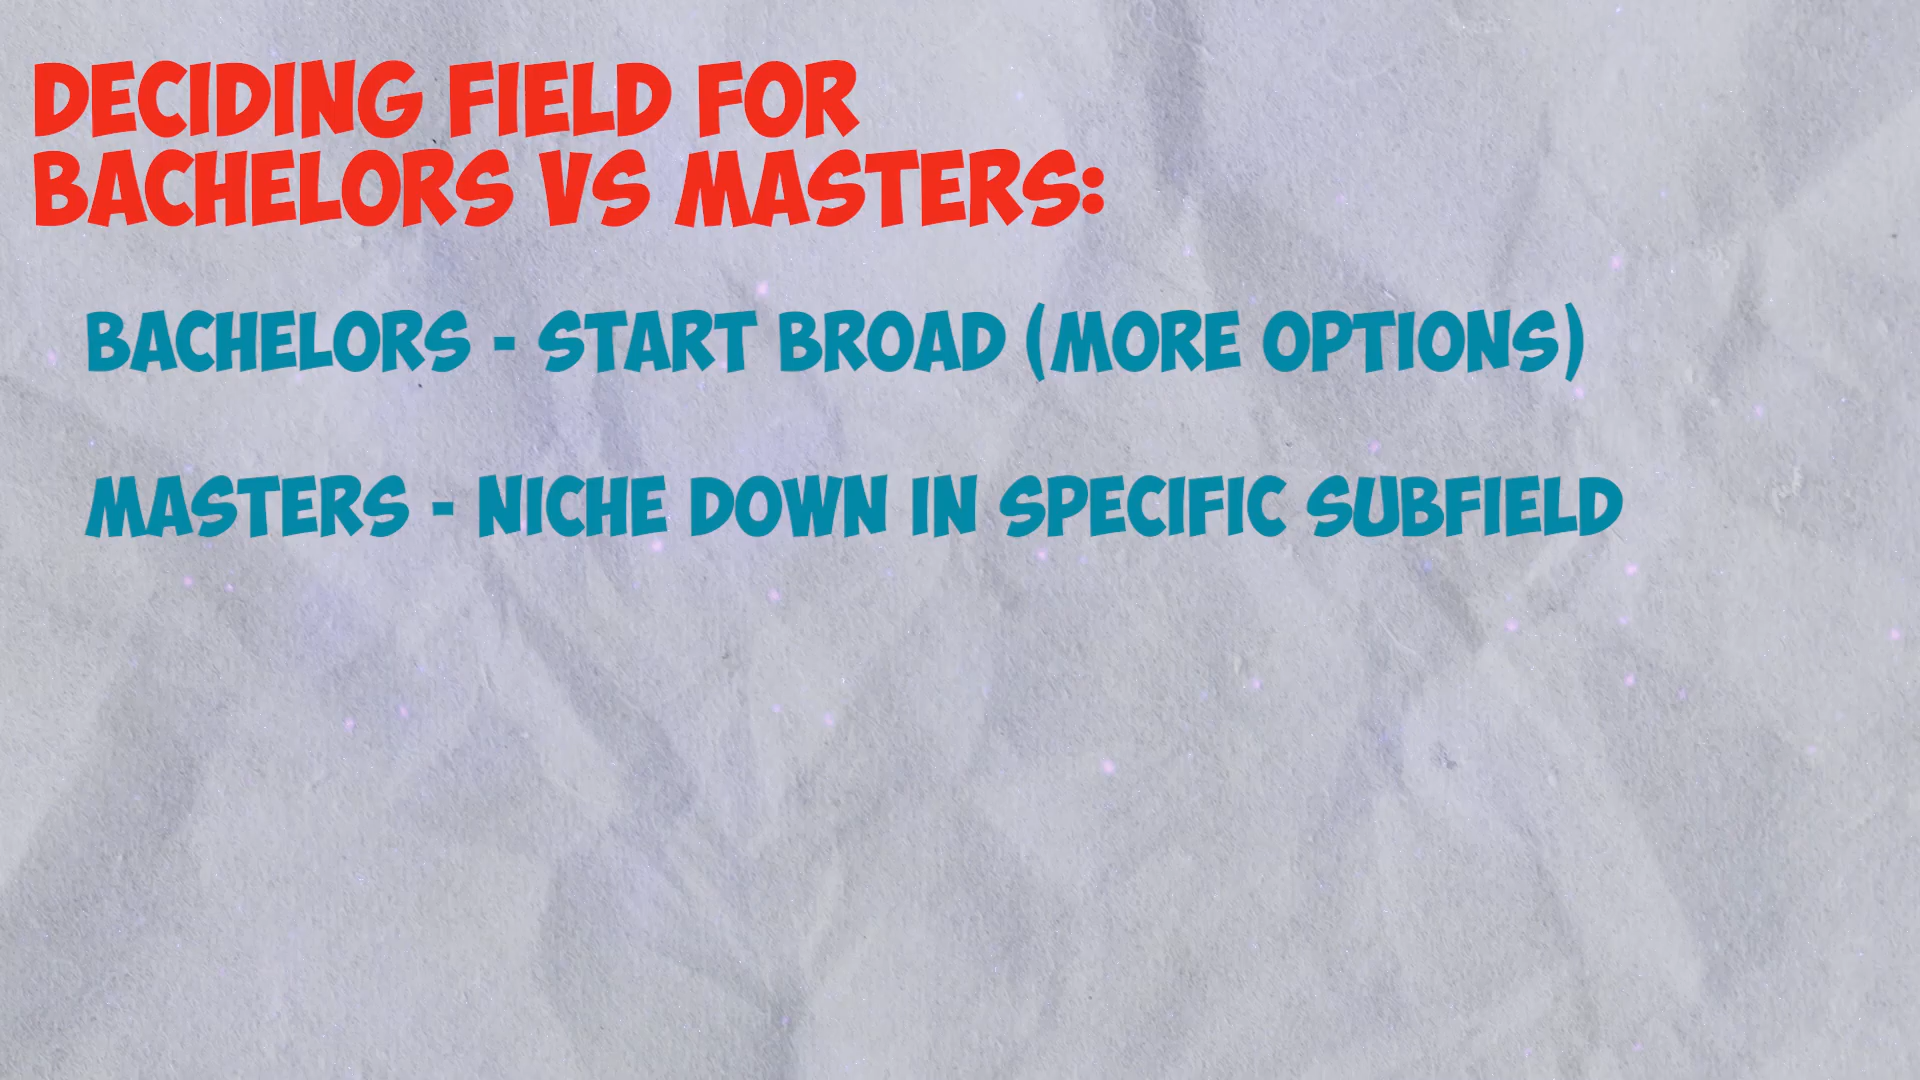 DECIDING FIELD FOR
BACHELORS VS MASTERS:
BACHELORS - START BROAD (MORE OPTIONS)
MASTERS - NICHE DOWN IN SPECIFIC SUBFIELD